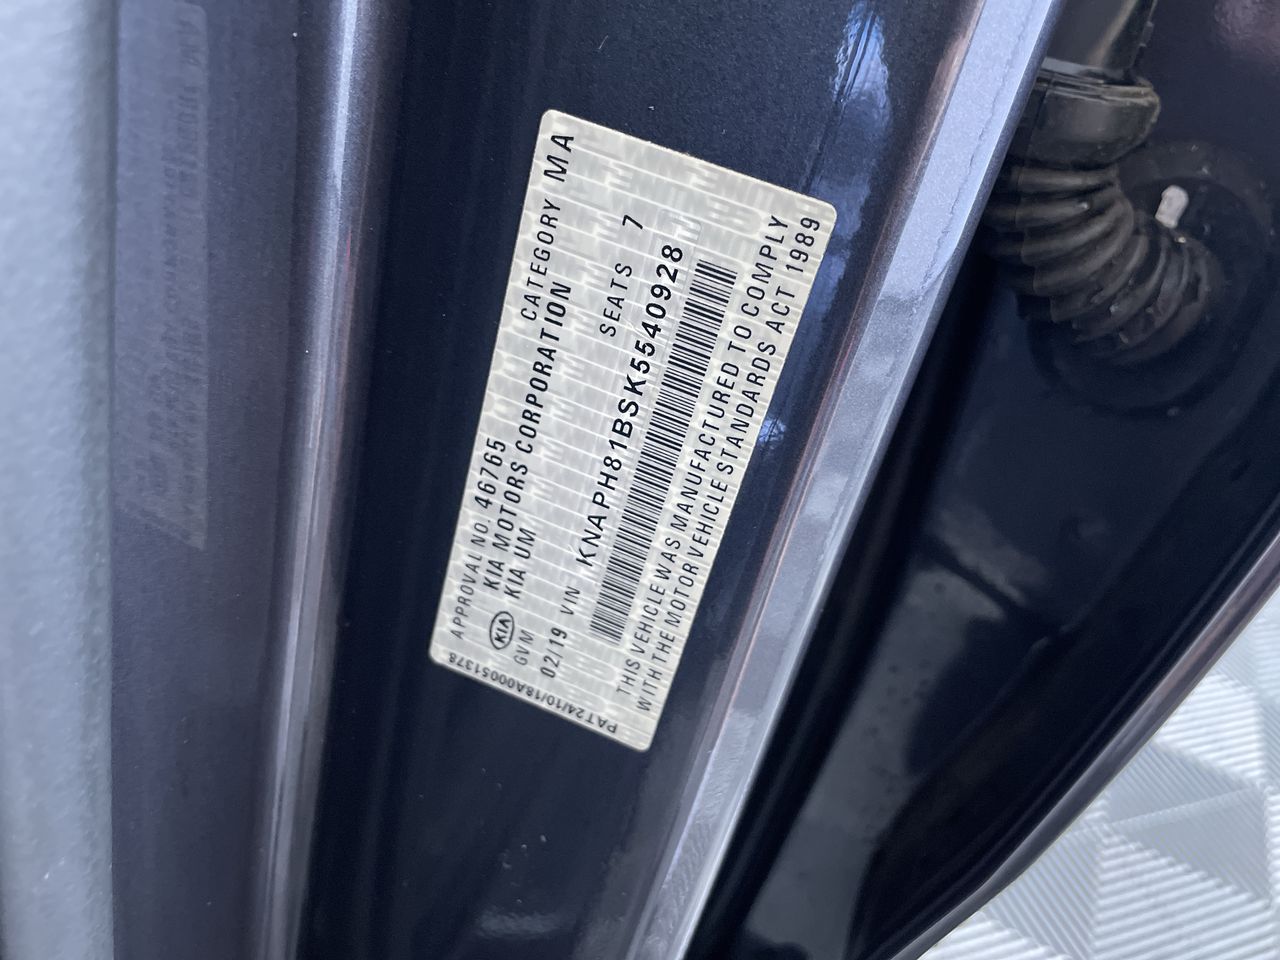 APPROVAL NO. 46765 CATEGORY MA
KIA KIA MOTORS CORPORATION
KIA UM
GVM SEATS 7
02/19 VIN KNAPH81BSK5540928
THIS VEHICLE WAS MANUFACTURED TO COMPLY
WITH THE MOTOR VEHICLE STANDARDS ACT 1989
PAT24/10/18A00051378